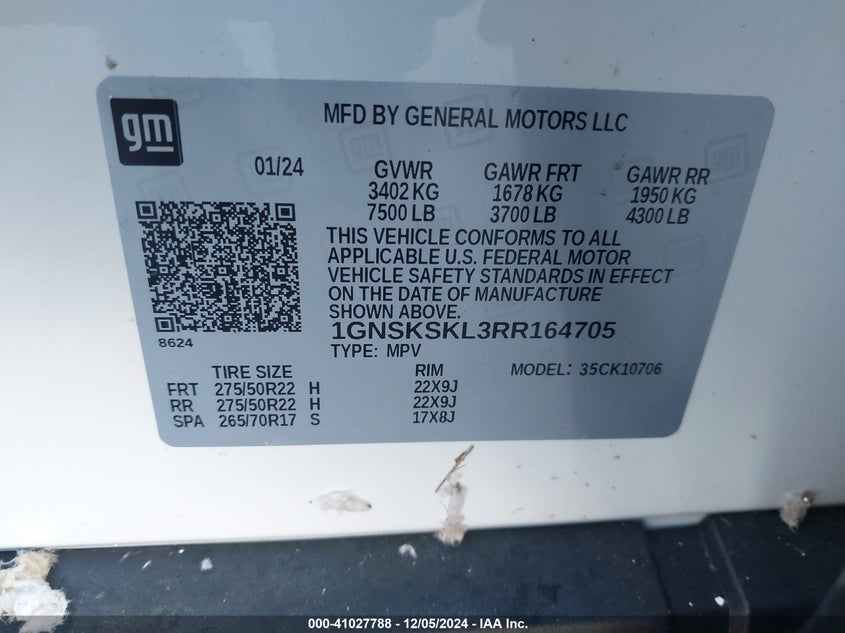 gm
MFD BY GENERAL MOTORS LLC
01/24 GVWR GAWR FRT GAWR RR
3402 KG 1678 KG 1950 KG
7500 LB 3700 LB 4300 LB
THIS VEHICLE CONFORMS TO ALL
APPLICABLE U.S. FEDERAL MOTOR
VEHICLE SAFETY STANDARDS IN EFFECT
ON THE DATE OF MANUFACTURE
SHOWN ABOVE.
1GNSKSKL3RR164705
8624
TYPE: MPV
TIRE SIZE RIM MODEL: 35CK10706
FRT 275/50R22 H 22X9J
RR 275/50R22 H 22X9J
SPA 265/70R17 S 17X8J
000-41027788 - 12/05/2024 - IAA Inc.